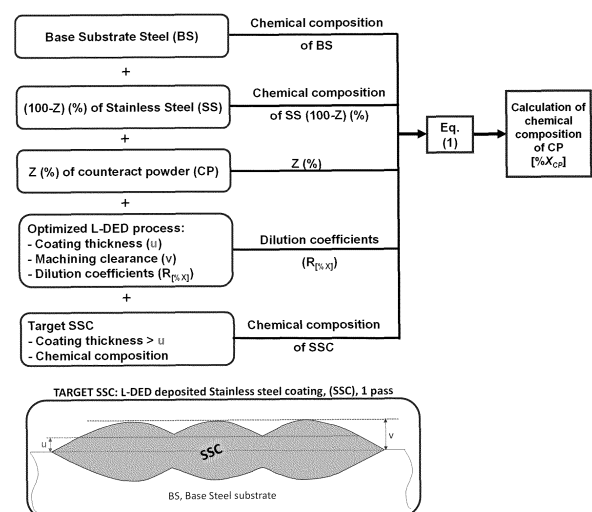 Base Substrate Steel (BS)
Chemical composition
of BS
+
(100-Z) (%) of Stainless Steel (SS)
Chemical composition
of SS (100-Z) (%)
+
Z (%) of counteract powder (CP)
Z (%)
+
Optimized L-DED process:
- Coating thickness (u)
- Machining clearance (v)
- Dilution coefficients (R[%X])
Dilution coefficients
(R[%X])
+
Target SSC
- Coating thickness > u
- Chemical composition
Chemical composition
of SSC
Eq.
(1)
Calculation of
chemical
composition
of CP
[%XCP]
TARGET SSC: L-DED deposited Stainless steel coating, (SSC), 1 pass
u
SSC
v
BS, Base Steel substrate